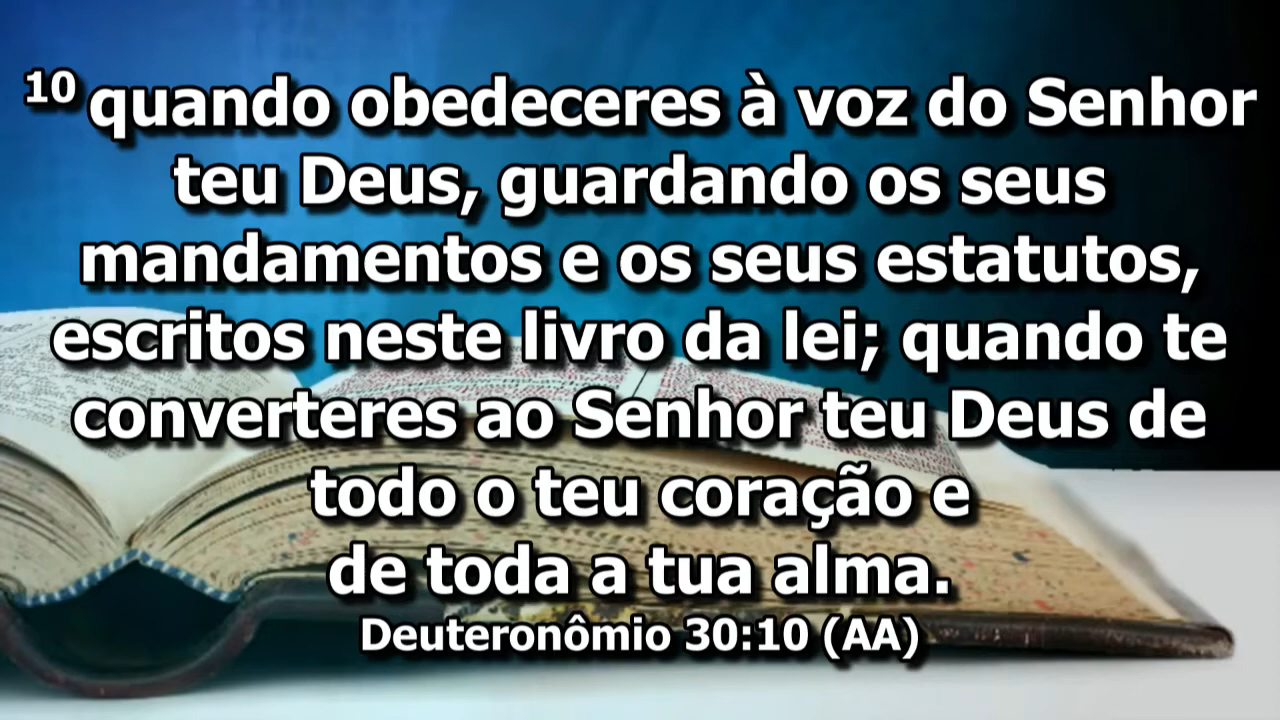 10 quando obedeceres à voz do Senhor
teu Deus, guardando os seus
mandamentos e os seus estatutos,
escritos neste livro da lei; quando te
converteres ao Senhor teu Deus de
todo o teu coração e
de toda a tua alma.
Deuteronômio 30:10 (AA)